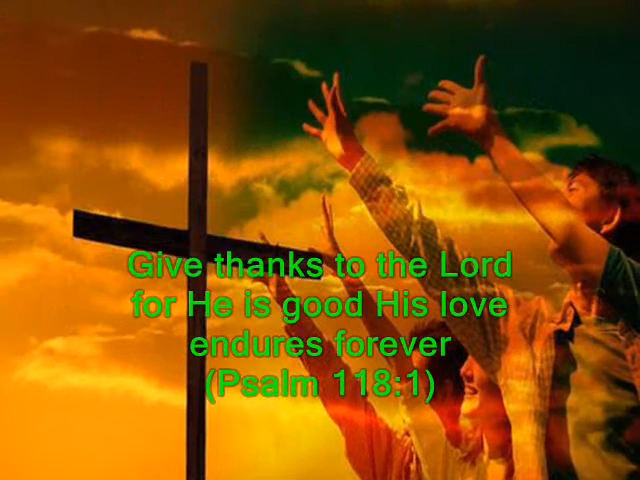 Give thanks to the Lord
for He is good His love
endures forever
(Psalm 118:1)